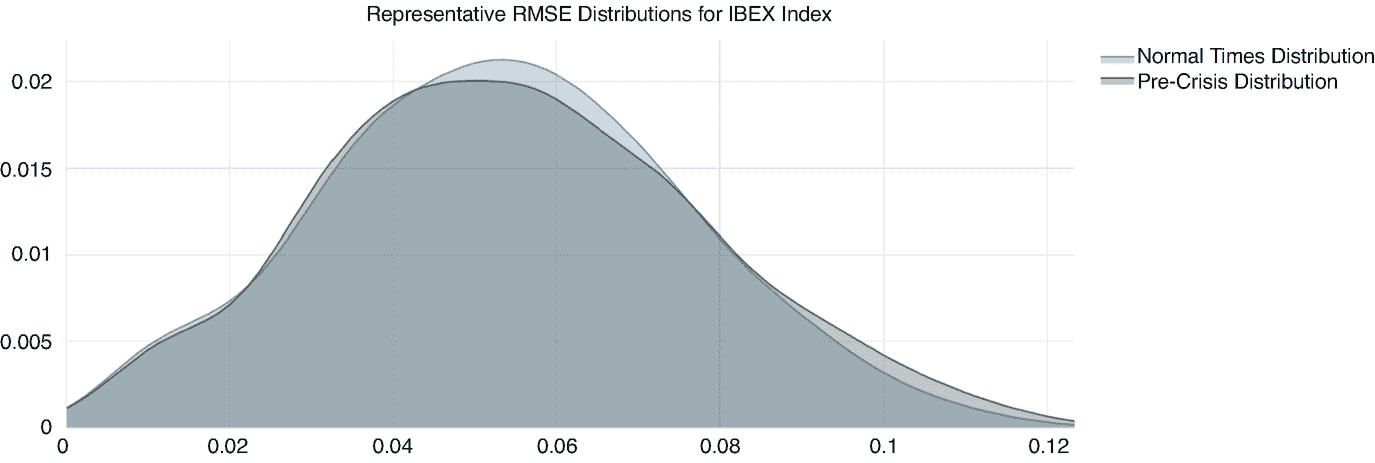 Representative RMSE Distributions for IBEX Index
Normal Times Distribution
Pre-Crisis Distribution
0.02
0.015
0.01
0.005
0
0 0.02 0.04 0.06 0.08 0.1 0.12